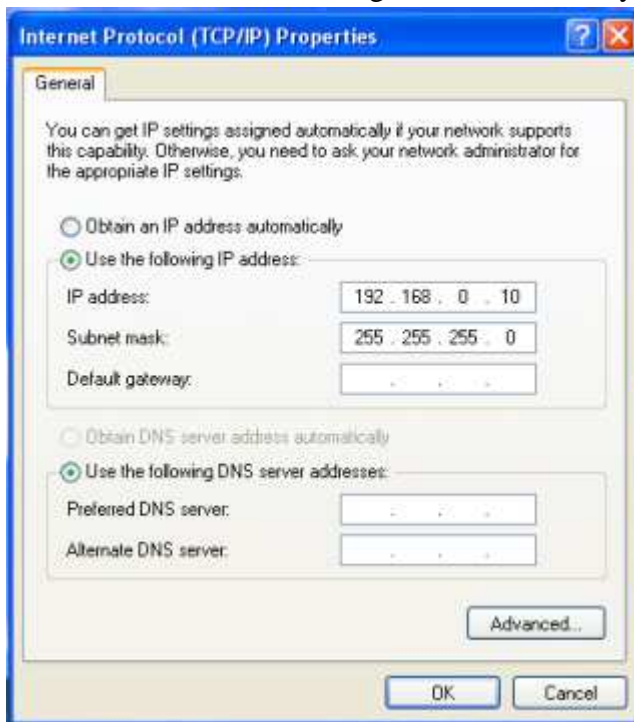 Internet Protocol (TCP/IP) Properties
General
You can get IP settings assigned automatically if your network supports
this capability. Otherwise, you need to ask your network administrator for
the appropriate IP settings.
Obtain an IP address automatically
Use the following IP address:
IP address: 192 . 168 . 0 . 10
Subnet mask: 255 . 255 . 255 . 0
Default gateway: . . .
Obtain DNS server address automatically
Use the following DNS server addresses:
Preferred DNS server: . . .
Alternate DNS server: . . .
Advanced...
OK Cancel